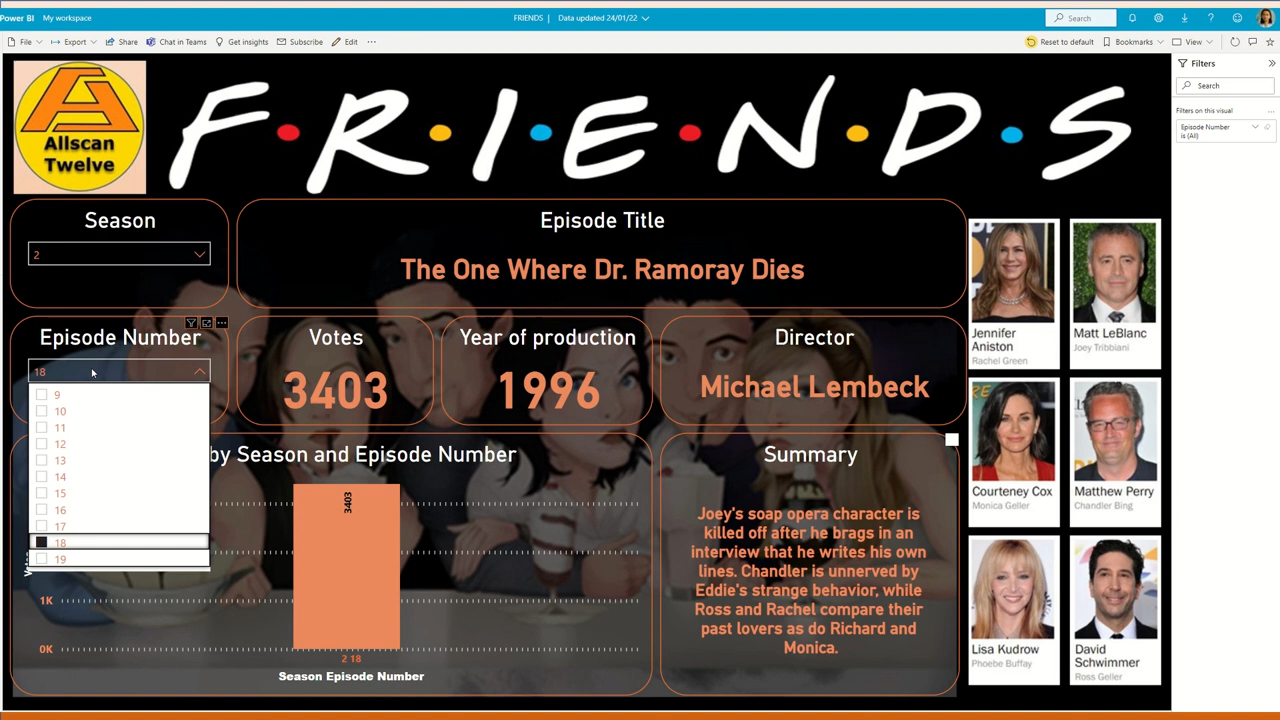 Power BI
My workspace
FRIENDS | Data updated 24/01/22
Search
File
Export
Share
Chat in Teams
Get insights
Subscribe
Edit
Reset to default
Bookmarks
View
Filters
Search
Filters on this visual
Episode Number
is (All)
Allscan
Twelve
F•R•I•E•N•D•S
Season
2
Episode Title
The One Where Dr. Ramoray Dies
Episode Number
18
9
10
11
12
13
14
15
16
17
18
19
Votes
3403
Year of production
1996
Director
Michael Lembeck
by Season and Episode Number
3403
1K
0K
2 18
Season Episode Number
Summary
Joey's soap opera character is
killed off after he brags in an
interview that he writes his own
lines. Chandler is unnerved by
Eddie's strange behavior, while
Ross and Rachel compare their
past lovers as do Richard and
Monica.
Jennifer
Aniston
Rachel Green
Matt LeBlanc
Joey Tribbiani
Courteney Cox
Monica Geller
Matthew Perry
Chandler Bing
Lisa Kudrow
Phoebe Buffay
David
Schwimmer
Ross Geller